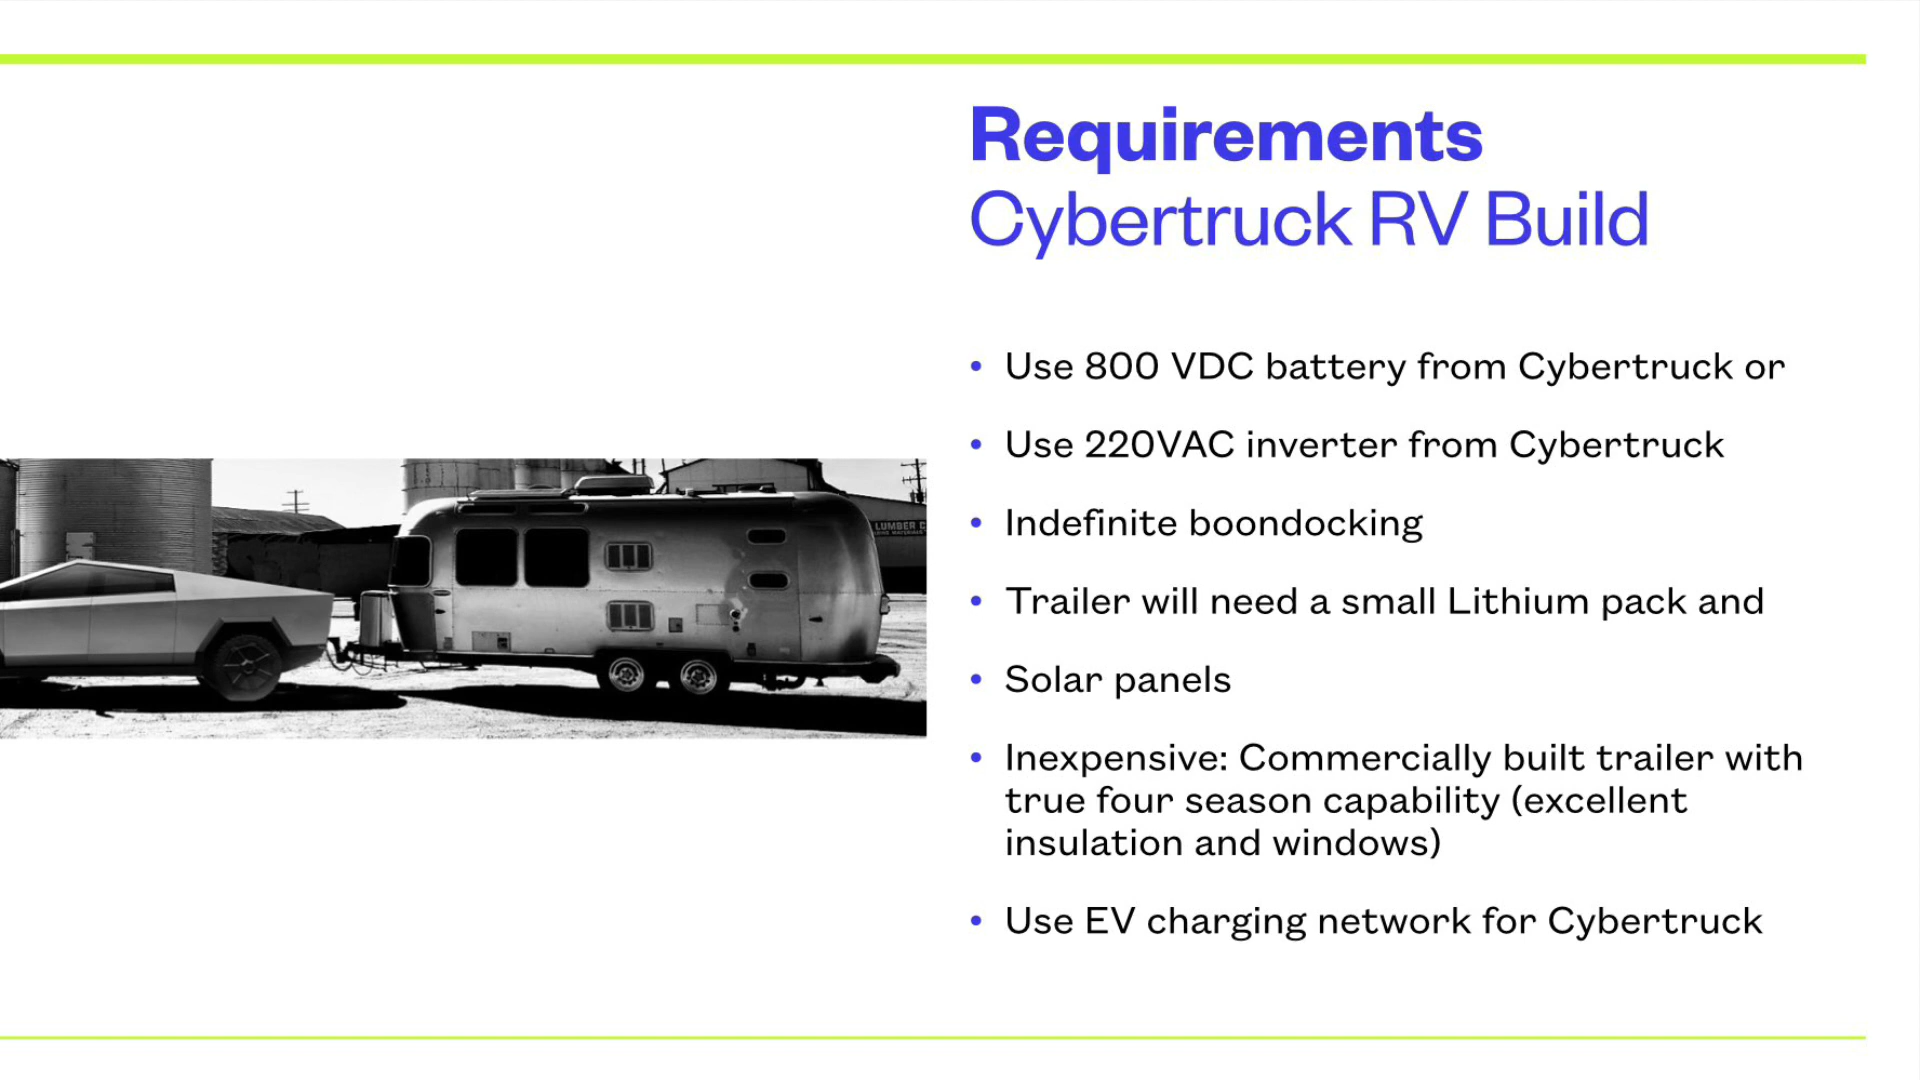 Requirements
Cybertruck RV Build
• Use 800 VDC battery from Cybertruck or
• Use 220VAC inverter from Cybertruck
LUMBER
• Indefinite boondocking
• Trailer will need a small Lithium pack and
• Solar panels
• Inexpensive: Commercially built trailer with
true four season capability (excellent
insulation and windows)
• Use EV charging network for Cybertruck